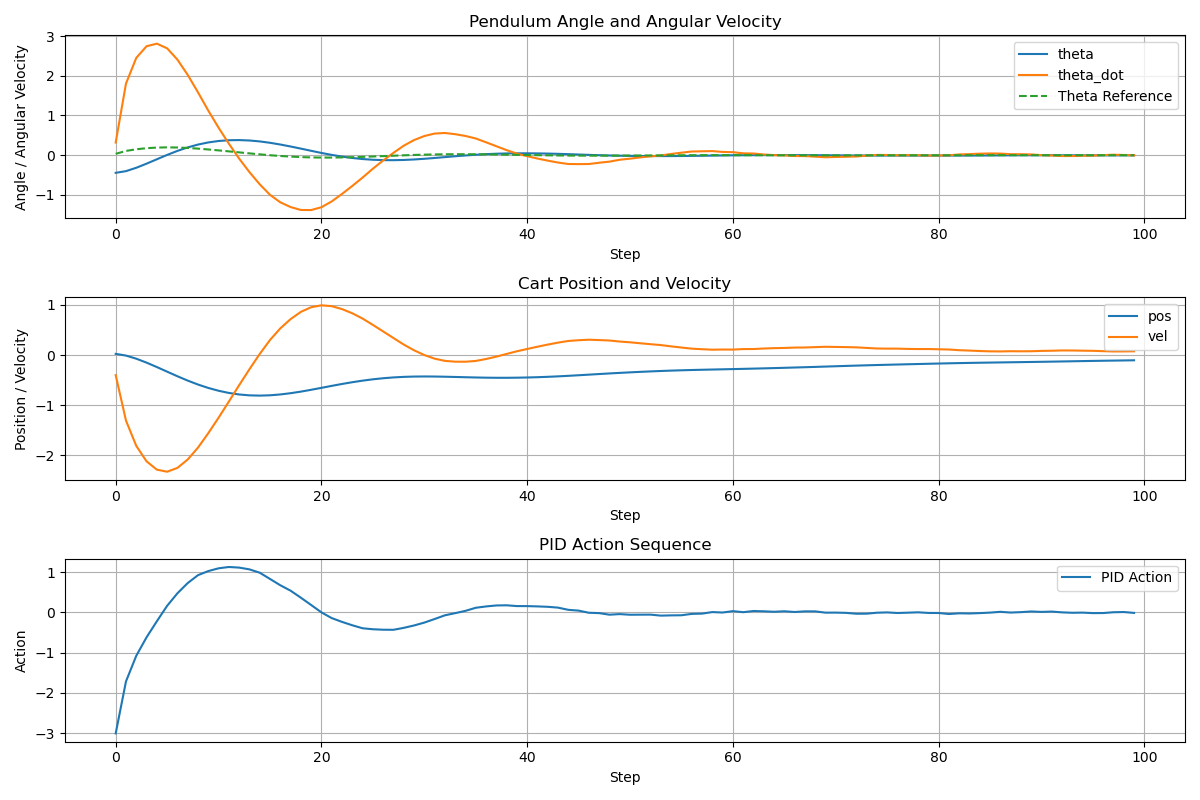 Pendulum Angle and Angular Velocity
Angle / Angular Velocity
3
2
1
0
−1
theta
theta_dot
Theta Reference
0 20 40 60 80 100
Step
Cart Position and Velocity
Position / Velocity
1
0
−1
−2
pos
vel
0 20 40 60 80 100
Step
PID Action Sequence
Action
1
0
−1
−2
−3
PID Action
0 20 40 60 80 100
Step